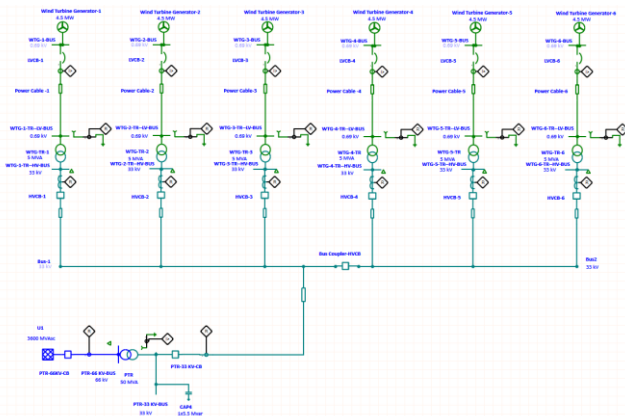 Wind Turbine Generator-1 Wind Turbine Generator-2 Wind Turbine Generator-3 Wind Turbine Generator-4 Wind Turbine Generator-5 Wind Turbine Generator-6
4.5 MW 4.5 MW 4.5 MW 4.5 MW 4.5 MW 4.5 MW
WTG-1-BUS WTG-2-BUS WTG-3-BUS WTG-4-BUS WTG-5-BUS WTG-6-BUS
0.69 kV 0.69 kV 0.69 kV 0.69 kV 0.69 kV 0.69 kV
LVCB-1 LVCB-2 LVCB-3 LVCB-4 LVCB-5 LVCB-6
Power Cable -1 Power Cable-2 Power Cable-3 Power Cable -4 Power Cable-5 Power Cable-6
WTG-1-TR-LV-BUS WTG-2-TR-LV-BUS WTG-3-TR-LV-BUS WTG-4-TR-LV-BUS WTG-5-TR-LV-BUS WTG-6-TR-LV-BUS
0.69 kV 0.69 kV 0.69 kV 0.69 kV 0.69 kV 0.69 kV
WTG-TR-1 WTG-TR-2 WTG-TR-3 WTG-4-TR WTG-5-TR WTG-TR-6
5 MVA 5 MVA 5 MVA 5 MVA 5 MVA 5 MVA
WTG-1-TR-HV-BUS WTG-2-TR-HV-BUS WTG-3-TR-HV-BUS WTG-4-TR-HV-BUS WTG-5-TR-HV-BUS WTG-6-TR-HV-BUS
33 kV 33 kV 33 kV 33 kV 33 kV 33 kV
HVCB-1 HVCB-2 HVCB-3 HVCB-4 HVCB-5 HVCB-6
Bus Coupler-HVCB
Bus-1 Bus2
33 kV 33 kV
U1
3600 MVAsc
PTR-66KV-CB PTR-66 KV-BUS PTR PTR-33 KV-CB
66 kV 50 MVA
PTR-33 KV-BUS CAP4
33 kV 1x5.5 Mvar